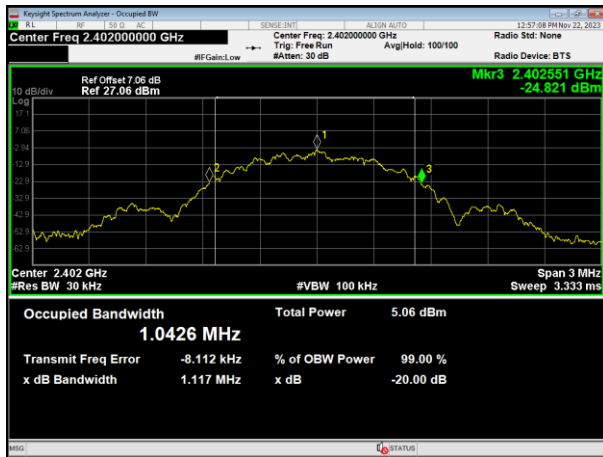 Keysight Spectrum Analyzer - Occupied BW
RL RF 50 Ω AC SENSE:INT ALIGN AUTO 12:57:08 PM Nov 22, 2023
Center Freq 2.402000000 GHz
Center Freq: 2.402000000 GHz
Radio Std: None
Trig: Free Run Avg|Hold: 100/100
#IFGain:Low #Atten: 30 dB Radio Device: BTS
Mkr3 2.402551 GHz
-24.821 dBm
Ref Offset 7.06 dB
10 dB/div Ref 27.06 dBm
Log
17.1
7.06
-2.94
-12.9
-22.9
-32.9
-42.9
-52.9
-62.9
1
2
3
Center 2.402 GHz Span 3 MHz
#Res BW 30 kHz #VBW 100 kHz Sweep 3.333 ms
Occupied Bandwidth Total Power 5.06 dBm
1.0426 MHz
Transmit Freq Error -8.112 kHz % of OBW Power 99.00 %
x dB Bandwidth 1.117 MHz x dB -20.00 dB
MSG STATUS